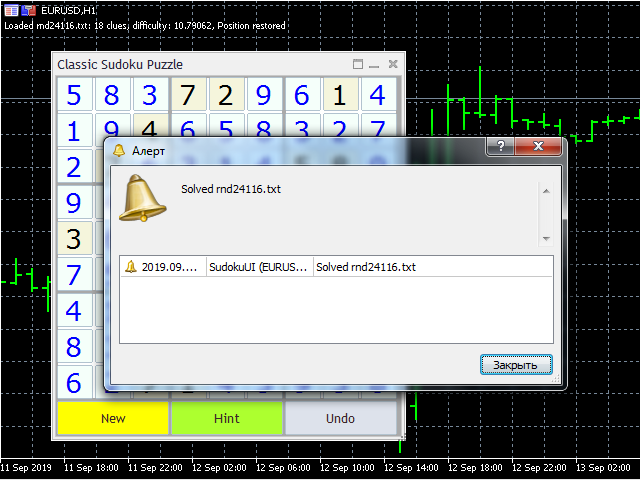 EURUSD,H1
Loaded rnd24116.txt: 18 clues, difficulty: 10.79062, Position restored
Classic Sudoku Puzzle
5 8 3 7 2 9 6 1 4
1 9 4 6 5 8 3 2 7
2
Алерт
Solved rnd24116.txt
9
3
2019.09.... SudokuUI (EURUS... Solved rnd24116.txt
7
4
8
Закрыть
6
New Hint Undo
11 Sep 2019 11 Sep 18:00 11 Sep 22:00 12 Sep 02:00 12 Sep 06:00 12 Sep 10:00 12 Sep 14:00 12 Sep 18:00 12 Sep 22:00 13 Sep 02:00